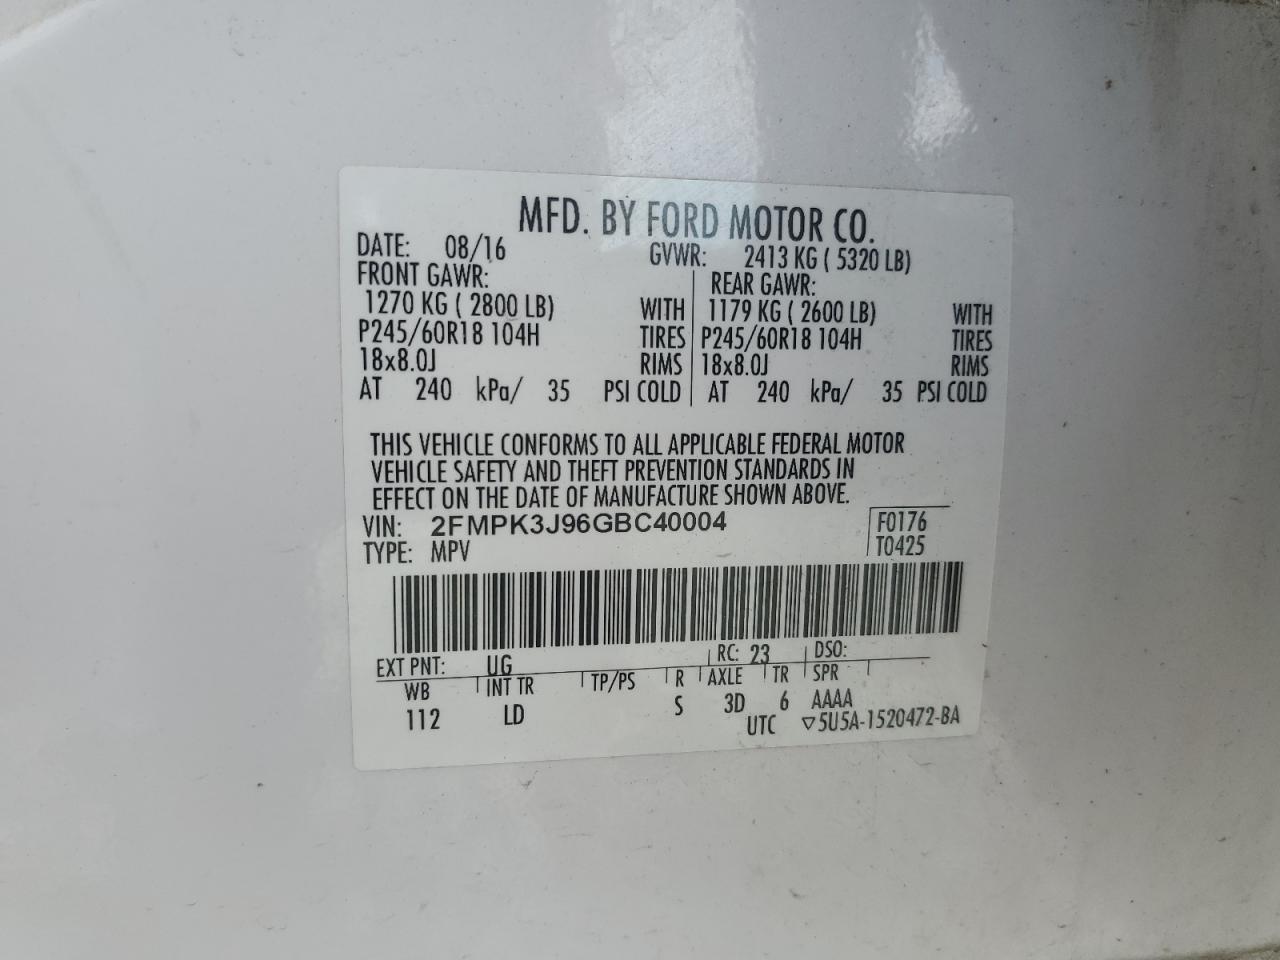 MFD. BY FORD MOTOR CO.
DATE: 08/16 GVWR: 2413 KG ( 5320 LB)
FRONT GAWR: REAR GAWR:
1270 KG ( 2800 LB) WITH 1179 KG ( 2600 LB) WITH
P245/60R18 104H TIRES P245/60R18 104H TIRES
18x8.0J RIMS 18x8.0J RIMS
AT 240 kPa/ 35 PSI COLD AT 240 kPa/ 35 PSI COLD
THIS VEHICLE CONFORMS TO ALL APPLICABLE FEDERAL MOTOR
VEHICLE SAFETY AND THEFT PREVENTION STANDARDS IN
EFFECT ON THE DATE OF MANUFACTURE SHOWN ABOVE.
VIN: 2FMPK3J96GBC40004 F0176
TYPE: MPV T0425
EXT PNT: UG RC: 23 DSO:
WB INT TR TP/PS R AXLE TR SPR
112 LD S 3D 6 AAAA
UTC ▽5U5A-1520472-BA